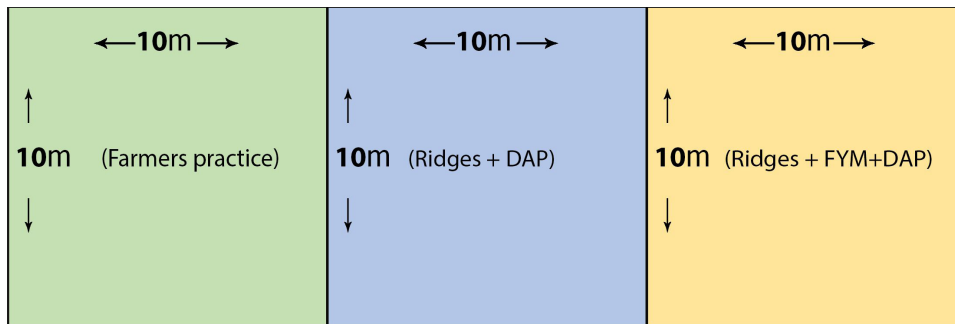 10m
10m
10m
10m (Farmers practice)
10m (Ridges + DAP)
10m (Ridges + FYM+DAP)